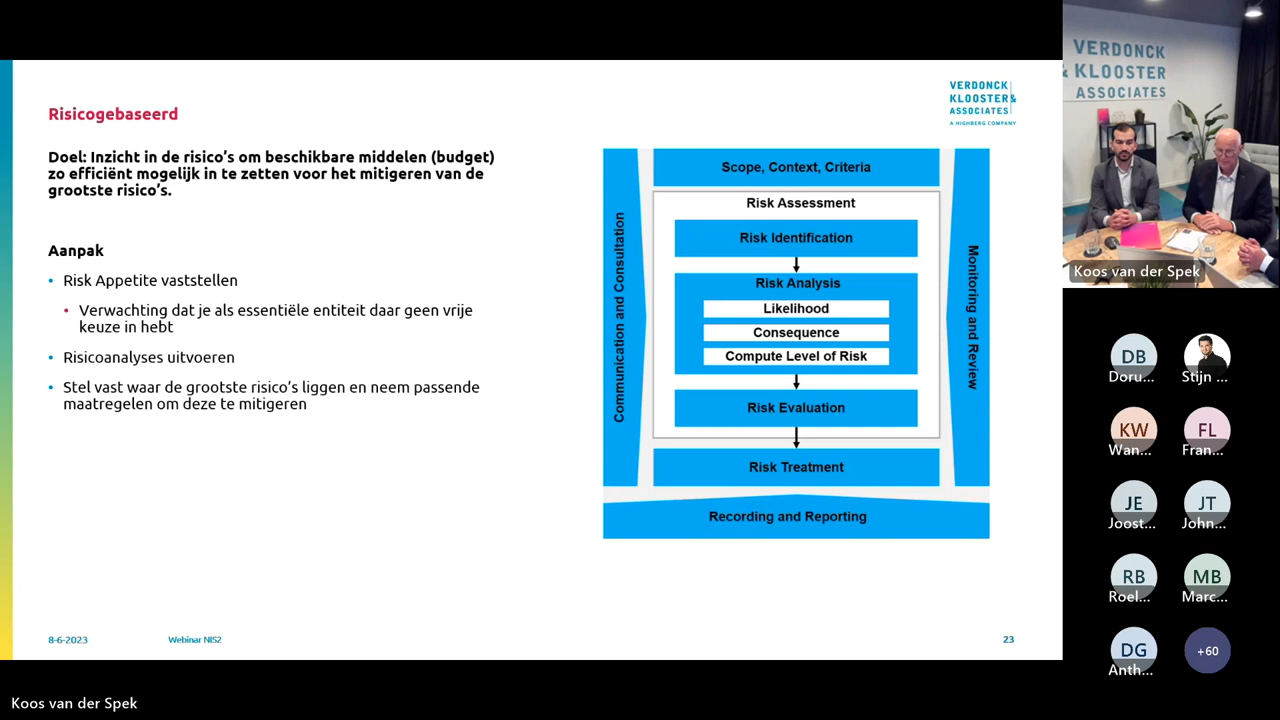 Risicogebaseerd
VERDONCK
KLOOSTER&
ASSOCIATES
A HIGHBERG COMPANY
Doel: Inzicht in de risico's om beschikbare middelen (budget)
zo efficiënt mogelijk in te zetten voor het mitigeren van de
grootste risico's.
Aanpak
• Risk Appetite vaststellen
• Verwachting dat je als essentiële entiteit daar geen vrije
keuze in hebt
• Risicoanalyses uitvoeren
• Stel vast waar de grootste risico's liggen en neem passende
maatregelen om deze te mitigeren
Scope, Context, Criteria
Communication and Consultation
Risk Assessment
Risk Identification
Risk Analysis
Likelihood
Consequence
Compute Level of Risk
Risk Evaluation
Risk Treatment
Monitoring and Review
Recording and Reporting
8-6-2023
Webinar NIS2
23
VERDONCK
& KLOOSTER
ASSOCIATES
Koos van der Spek
DB
Doru...
Stijn ...
KW
Wan...
FL
Fran...
JE
Joost...
JT
John...
RB
Roel...
MB
Marc...
DG
Anth...
+60
Koos van der Spek